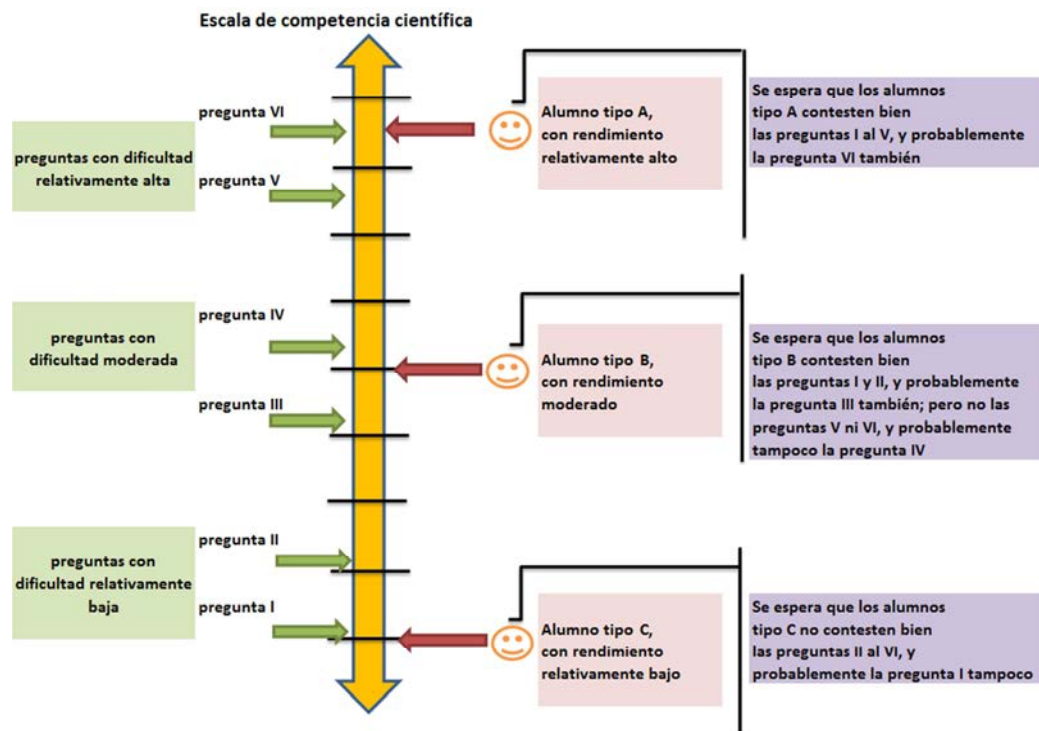 Escala de competencia científica
pregunta VI
preguntas con dificultad
relativamente alta
pregunta V
Alumno tipo A,
con rendimiento
relativamente alto
Se espera que los alumnos
tipo A contesten bien
las preguntas I al V, y probablemente
la pregunta VI también
pregunta IV
preguntas con
dificultad moderada
pregunta III
Alumno tipo B,
con rendimiento
moderado
Se espera que los alumnos
tipo B contesten bien
las preguntas I y II, y probablemente
la pregunta III también; pero no las
preguntas V ni VI, y probablemente
tampoco la pregunta IV
pregunta II
preguntas con
dificultad relativamente
baja
pregunta I
Alumno tipo C,
con rendimiento
relativamente bajo
Se espera que los alumnos
tipo C no contesten bien
las preguntas II al VI, y
probablemente la pregunta I tampoco